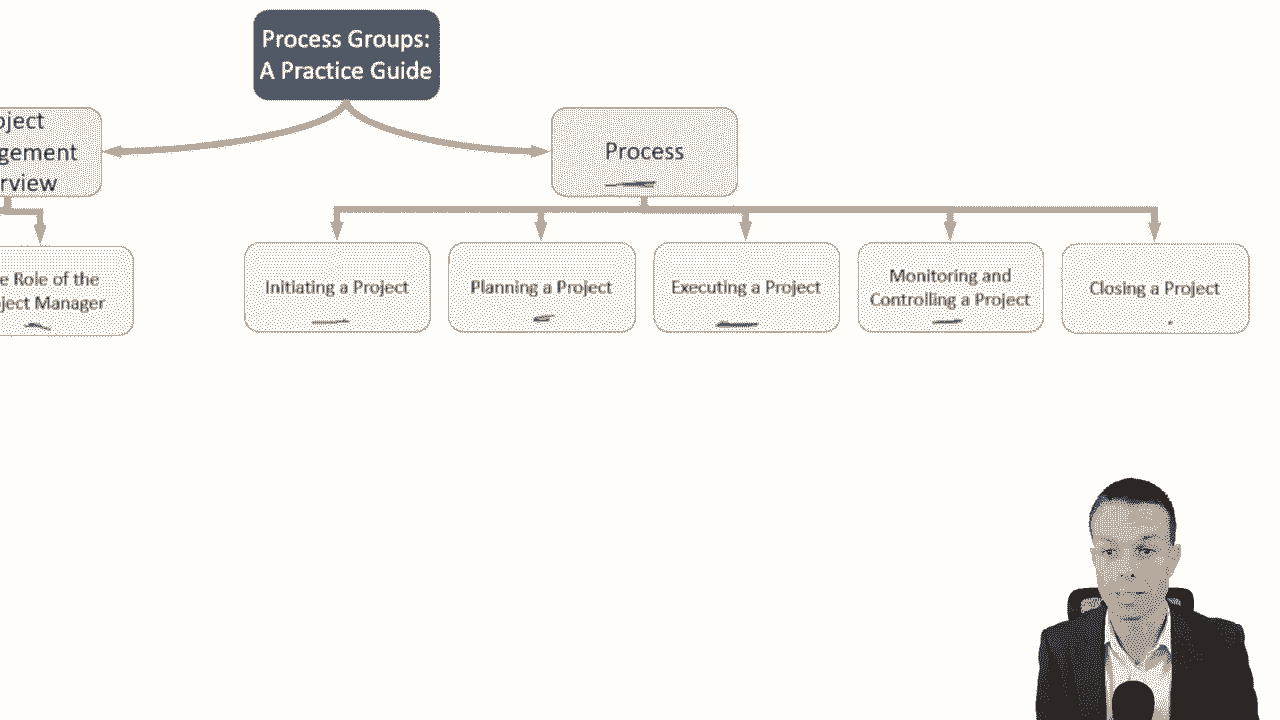 Process Groups:
A Practice Guide
oject
gement
rview
Process
e Role of the
ject Manager
Initiating a Project
Planning a Project
Executing a Project
Monitoring and
Controlling a Project
Closing a Project